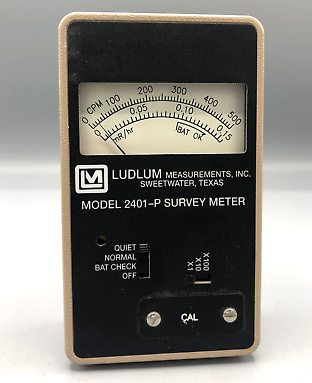 0 CPM 100 200 300 400 500
0 0,05 0,10 0,15
mR/hr BAT OK
LM LUDLUM MEASUREMENTS, INC.
SWEETWATER, TEXAS
MODEL 2401-P SURVEY METER
QUIET
NORMAL
BAT CHECK
OFF
X100
X10
X1
CAL